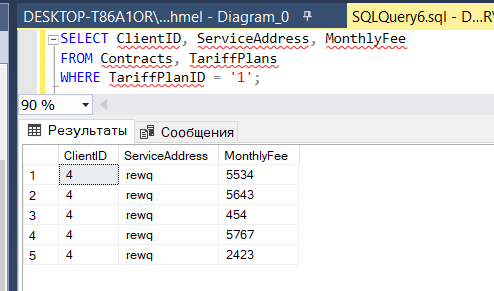 DESKTOP-T86A1OR\...hmel - Diagram_0
SQLQuery6.sql - D...R\
SELECT ClientID, ServiceAddress, MonthlyFee
FROM Contracts, TariffPlans
WHERE TariffPlanID = '1';
90 %
Результаты Сообщения
ClientID ServiceAddress MonthlyFee
1 4 rewq 5534
2 4 rewq 5643
3 4 rewq 454
4 4 rewq 5767
5 4 rewq 2423